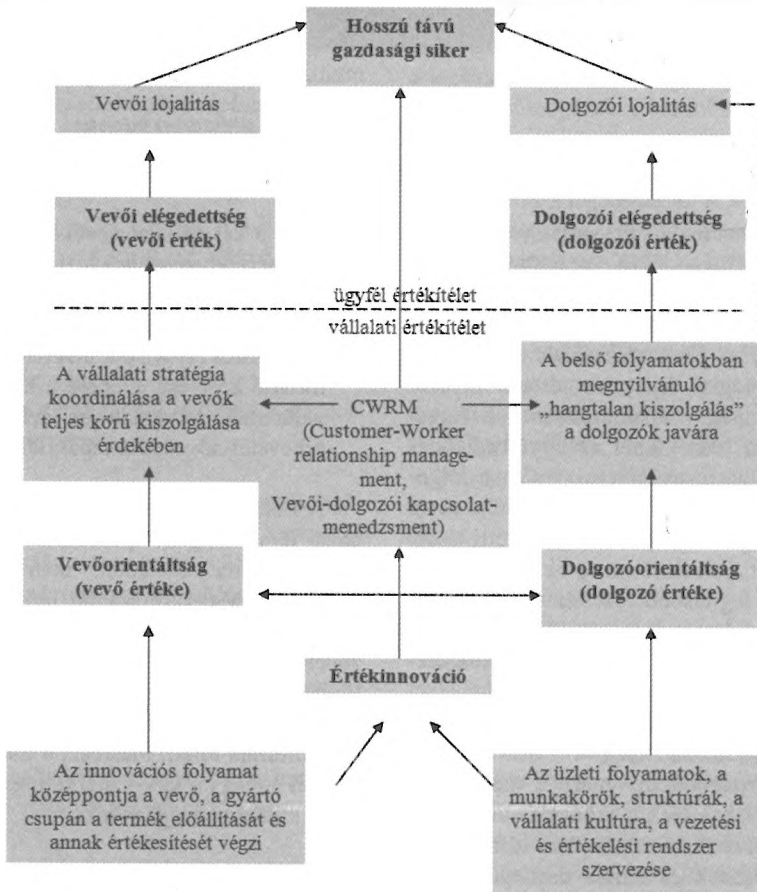 Hosszú távú
gazdasági siker
Vevői lojalitás
Dolgozói lojalitás
Vevői elégedettség
(vevői érték)
Dolgozói elégedettség
(dolgozói érték)
ügyfél értékítélet
vállalati értékítélet
A vállalati stratégia
koordinálása a vevők
teljes körű kiszolgálása
érdekében
CWRM
(Customer-Worker
relationship manage-
ment,
Vevői-dolgozói kapcsolat-
menedzsment)
A belső folyamatokban
megnyilvánuló
„hangtalan kiszolgálás”
a dolgozók javára
Vevőorientáltság
(vevő értéke)
Dolgozóorientáltság
(dolgozó értéke)
Értékinnováció
Az innovációs folyamat
középpontja a vevő, a gyártó
csupán a termék előállítását és
annak értékesítését végzi
Az üzleti folyamatok, a
munkakörök, struktúrák, a
vállalati kultúra, a vezetési
és értékelési rendszer
szervezése